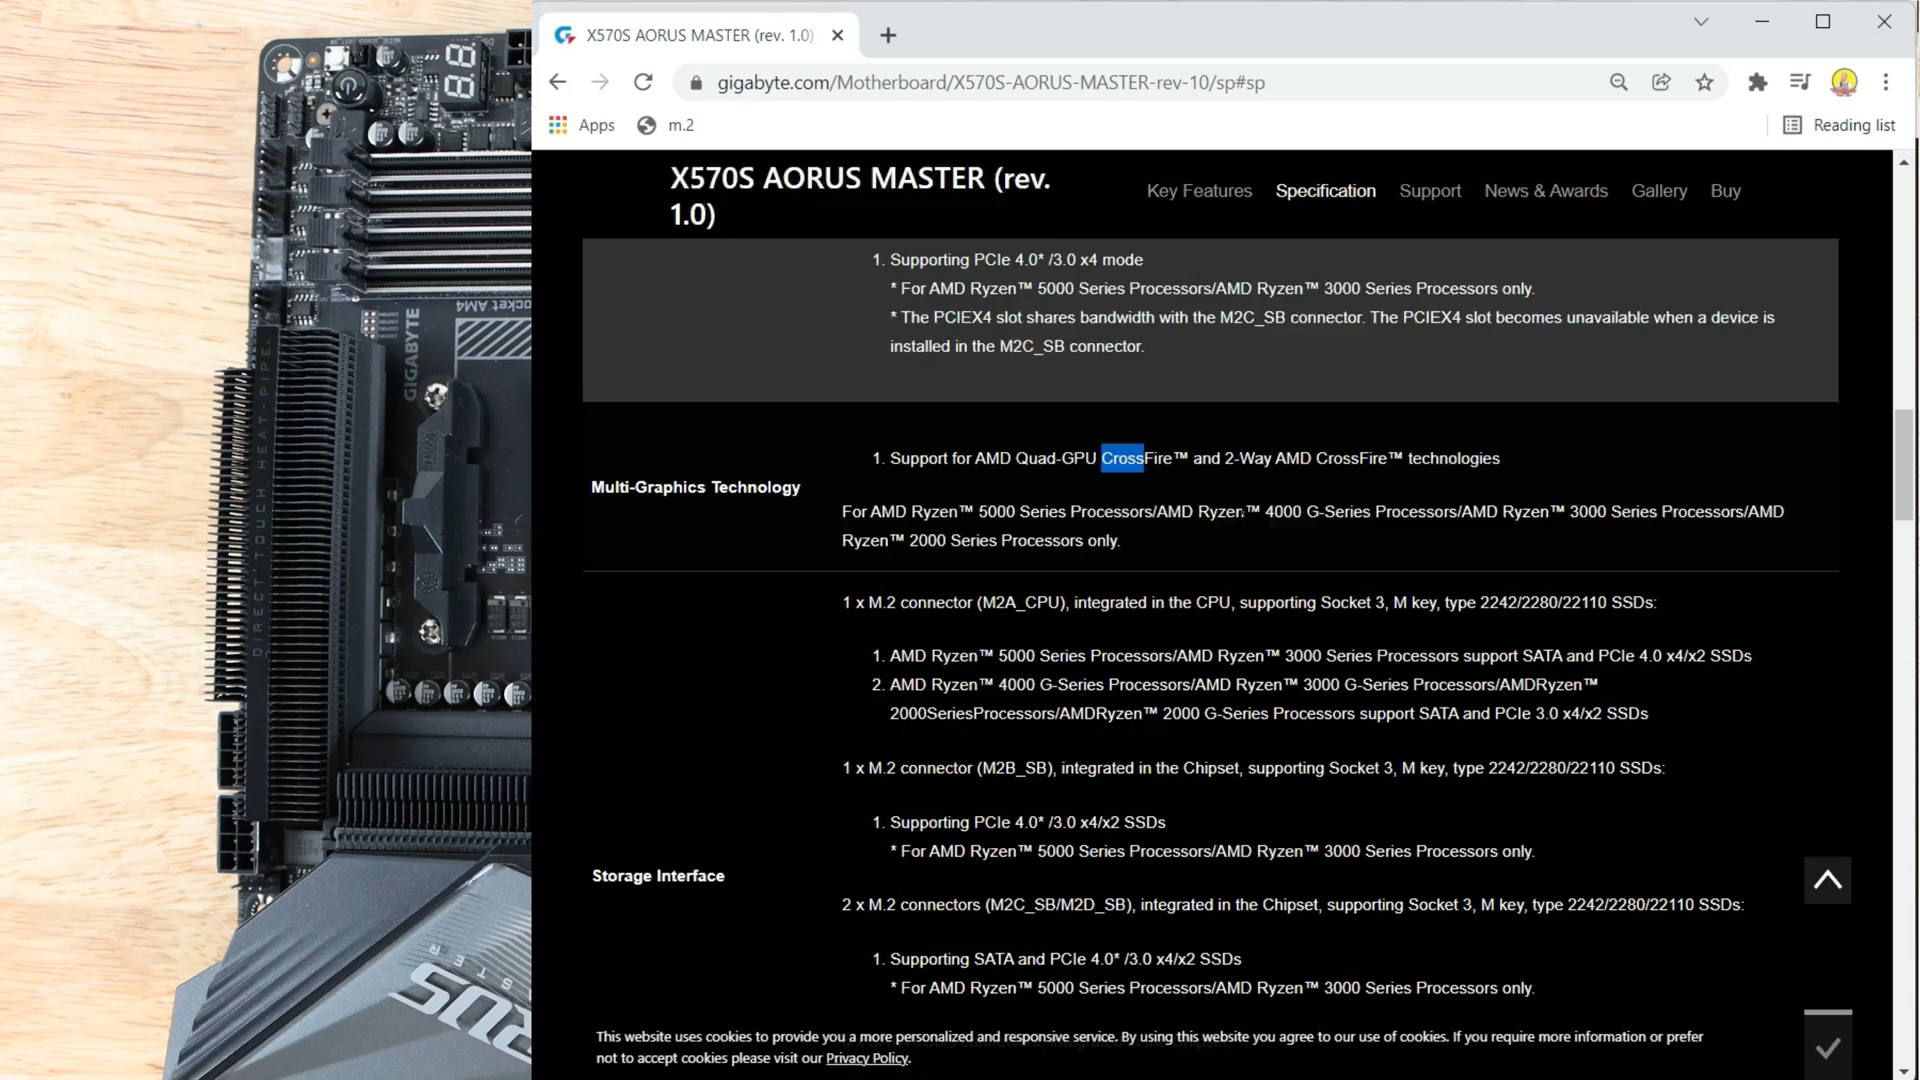 X570S AORUS MASTER (rev. 1.0)
gigabyte.com/Motherboard/X570S-AORUS-MASTER-rev-10/sp#sp
Apps
m.2
Reading list
X570S AORUS MASTER (rev.
1.0)
Key Features
Specification
Support
News & Awards
Gallery
Buy
1. Supporting PCIe 4.0* /3.0 x4 mode
* For AMD Ryzen™ 5000 Series Processors/AMD Ryzen™ 3000 Series Processors only.
* The PCIEX4 slot shares bandwidth with the M2C_SB connector. The PCIEX4 slot becomes unavailable when a device is
installed in the M2C_SB connector.
Multi-Graphics Technology
1. Support for AMD Quad-GPU CrossFire™ and 2-Way AMD CrossFire™ technologies
For AMD Ryzen™ 5000 Series Processors/AMD Ryzen™ 4000 G-Series Processors/AMD Ryzen™ 3000 Series Processors/AMD
Ryzen™ 2000 Series Processors only.
Storage Interface
1 x M.2 connector (M2A_CPU), integrated in the CPU, supporting Socket 3, M key, type 2242/2280/22110 SSDs:
1. AMD Ryzen™ 5000 Series Processors/AMD Ryzen™ 3000 Series Processors support SATA and PCIe 4.0 x4/x2 SSDs
2. AMD Ryzen™ 4000 G-Series Processors/AMD Ryzen™ 3000 G-Series Processors/AMDRyzen™
2000SeriesProcessors/AMDRyzen™ 2000 G-Series Processors support SATA and PCIe 3.0 x4/x2 SSDs
1 x M.2 connector (M2B_SB), integrated in the Chipset, supporting Socket 3, M key, type 2242/2280/22110 SSDs:
1. Supporting PCIe 4.0* /3.0 x4/x2 SSDs
* For AMD Ryzen™ 5000 Series Processors/AMD Ryzen™ 3000 Series Processors only.
2 x M.2 connectors (M2C_SB/M2D_SB), integrated in the Chipset, supporting Socket 3, M key, type 2242/2280/22110 SSDs:
1. Supporting SATA and PCIe 4.0* /3.0 x4/x2 SSDs
* For AMD Ryzen™ 5000 Series Processors/AMD Ryzen™ 3000 Series Processors only.
This website uses cookies to provide you a more personalized and responsive service. By using this website you agree to our use of cookies. If you require more information or prefer
not to accept cookies please visit our Privacy Policy.
8.8.
ocket AM4
GIGABYTE
DIRECT-TOUCH HEAT-PIPE